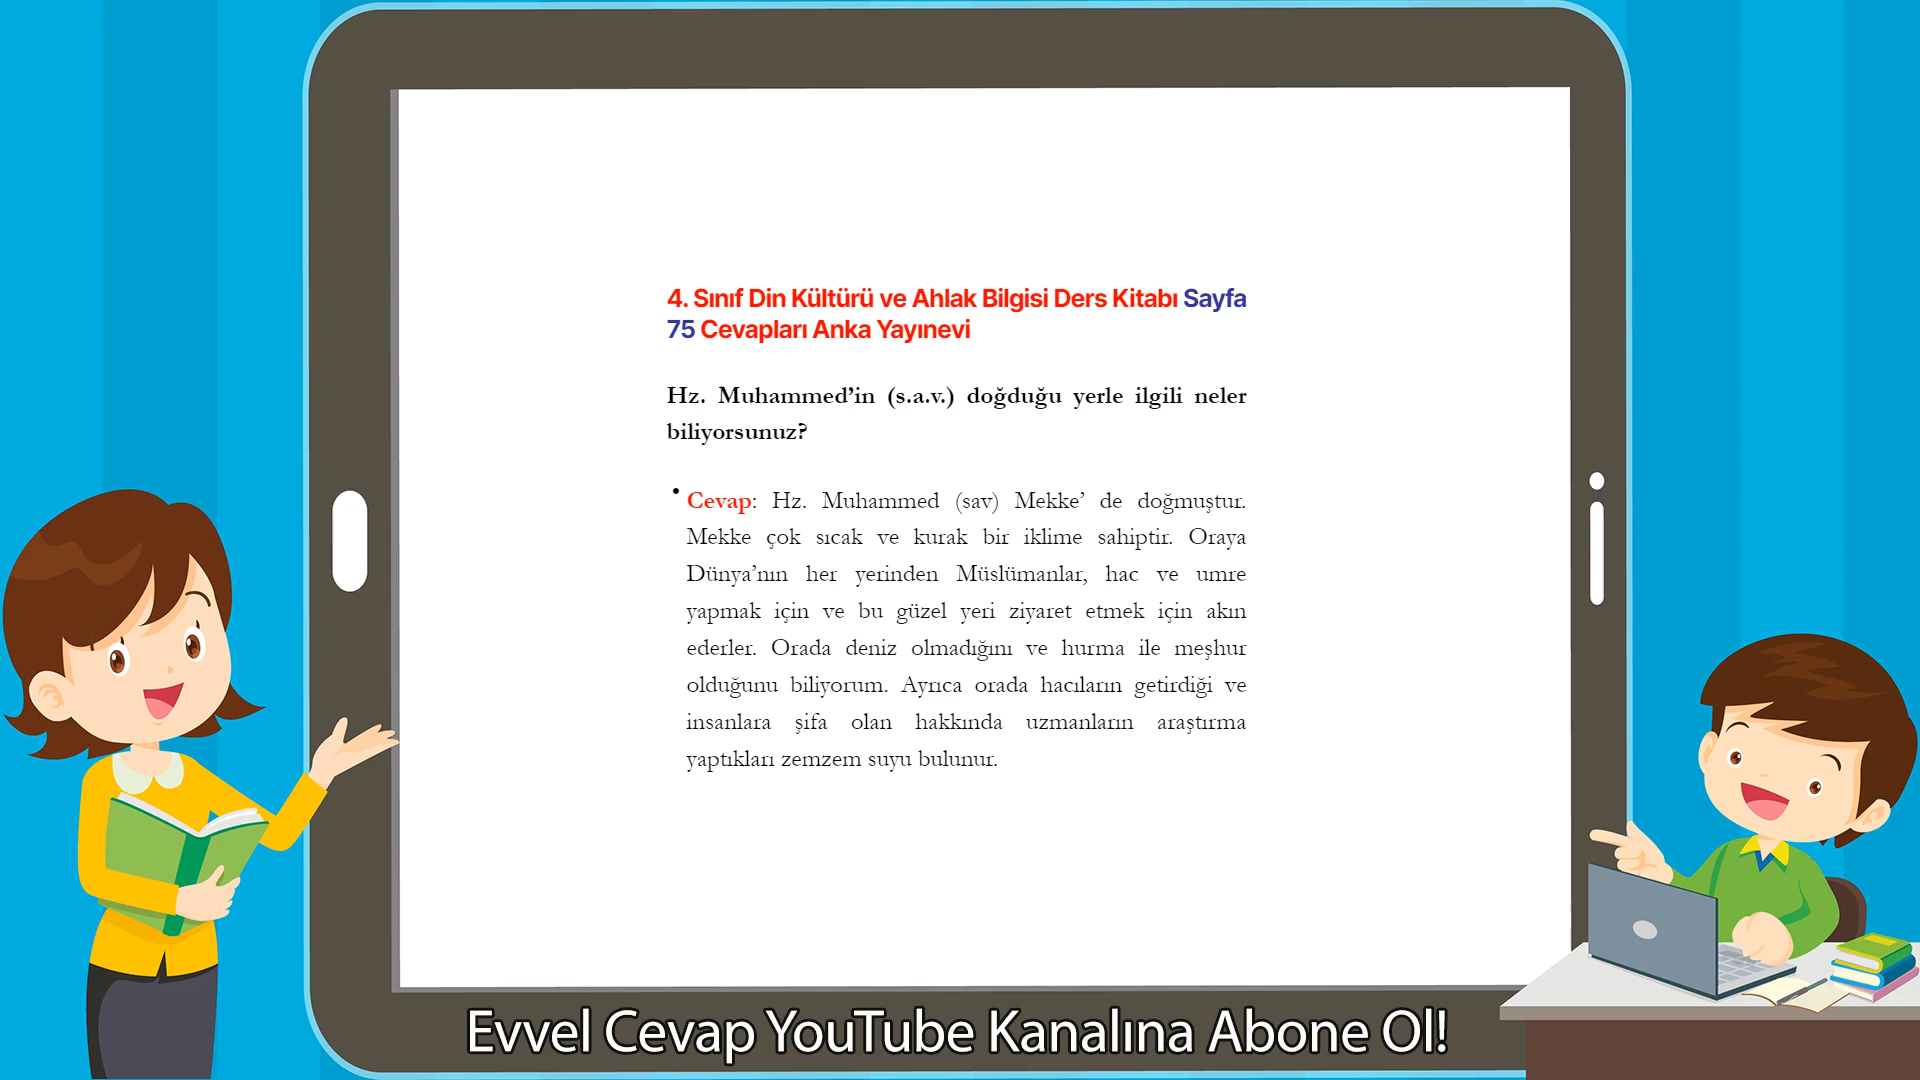 4. Sınıf Din Kültürü ve Ahlak Bilgisi Ders Kitabı Sayfa
75 Cevapları Anka Yayınevi
Hz. Muhammed’in (s.a.v.) doğduğu yerle ilgili neler
biliyorsunuz?
• Cevap: Hz. Muhammed (sav) Mekke’ de doğmuştur.
Mekke çok sıcak ve kurak bir iklime sahiptir. Oraya
Dünya’nın her yerinden Müslümanlar, hac ve umre
yapmak için ve bu güzel yeri ziyaret etmek için akın
ederler. Orada deniz olmadığını ve hurma ile meşhur
olduğunu biliyorum. Ayrıca orada hacıların getirdiği ve
insanlara şifa olan hakkında uzmanların araştırma
yaptıkları zemzem suyu bulunur.
Evvel Cevap YouTube Kanalına Abone Ol!